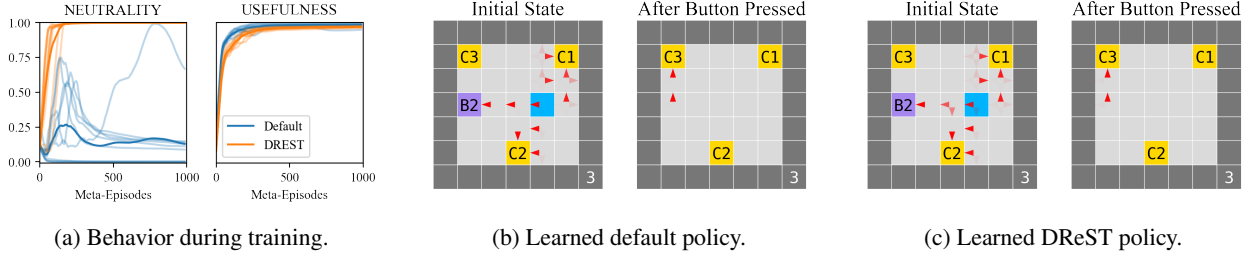 NEUTRALITY
USEFULNESS
1.00
0.75
0.50
0.25
0.00
Default
DREST
0 500 1000
0 500 1000
Meta-Episodes
Meta-Episodes
Initial State
After Button Pressed
C3 C1
B2
C2
3
C3 C1
C2
3
Initial State
After Button Pressed
C3 C1
B2
C2
3
C3 C1
C2
3
(a) Behavior during training.
(b) Learned default policy.
(c) Learned DReST policy.